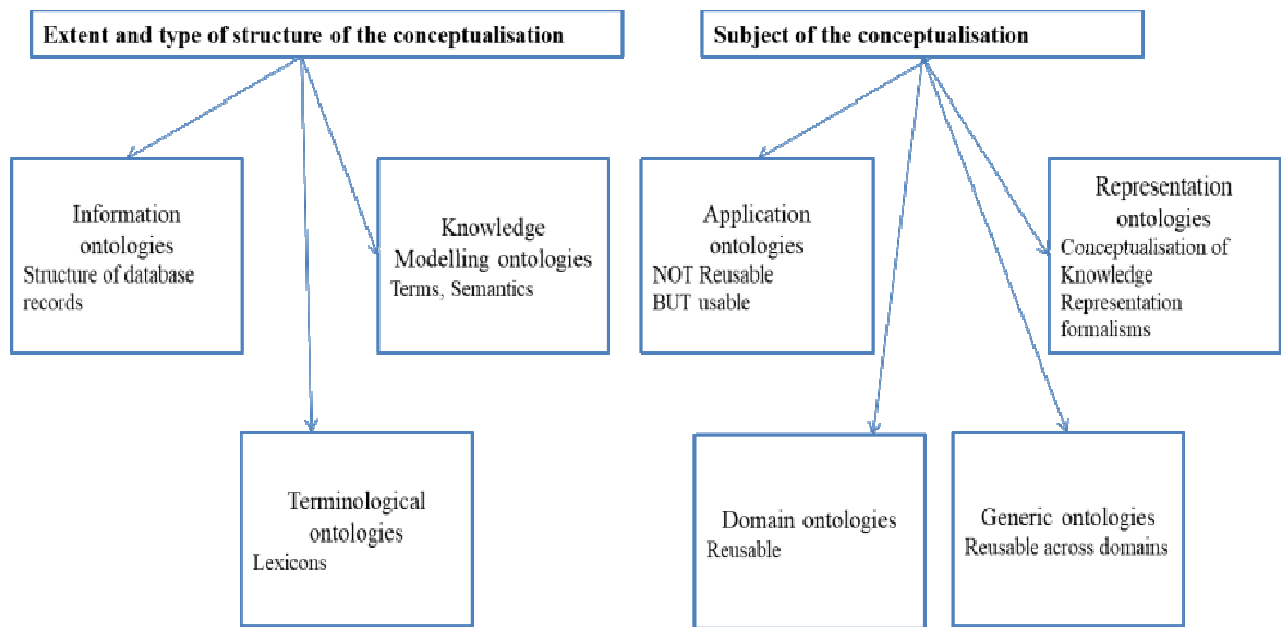 Extent and type of structure of the conceptualisation
Subject of the conceptualisation
Information
ontologies
Structure of database
records
Knowledge
Modelling ontologies
Terms, Semantics
Application
ontologies
NOT Reusable
BUT usable
Representation
ontologies
Conceptualisation of
Knowledge
Representation
formalisms
Terminological
ontologies
Lexicons
Domain ontologies
Reusable
Generic ontologies
Reusable across domains